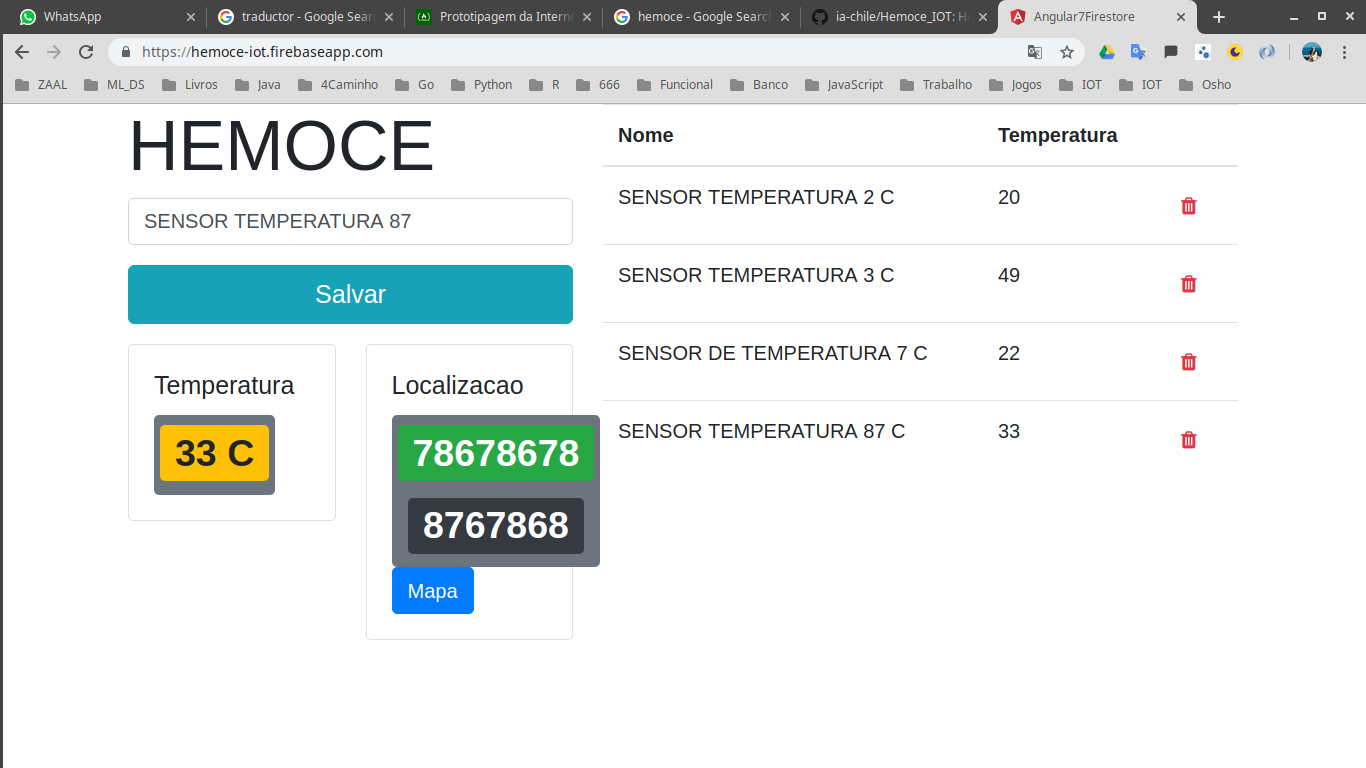 WhatsApp
traductor - Google Sear
Prototipagem da Intern
hemoce - Google Search
ia-chile/Hemoce_IOT: H
Angular7Firestore
https://hemoce-iot.firebaseapp.com
ZAAL ML_DS Livros Java 4Caminho Go Python R 666 Funcional Banco JavaScript Trabalho Jogos IOT IOT Osho
HEMOCE
SENSOR TEMPERATURA 87
Salvar
Temperatura
33 C
Localizacao
78678678
8767868
Mapa
Nome Temperatura
SENSOR TEMPERATURA 2 C 20
SENSOR TEMPERATURA 3 C 49
SENSOR DE TEMPERATURA 7 C 22
SENSOR TEMPERATURA 87 C 33